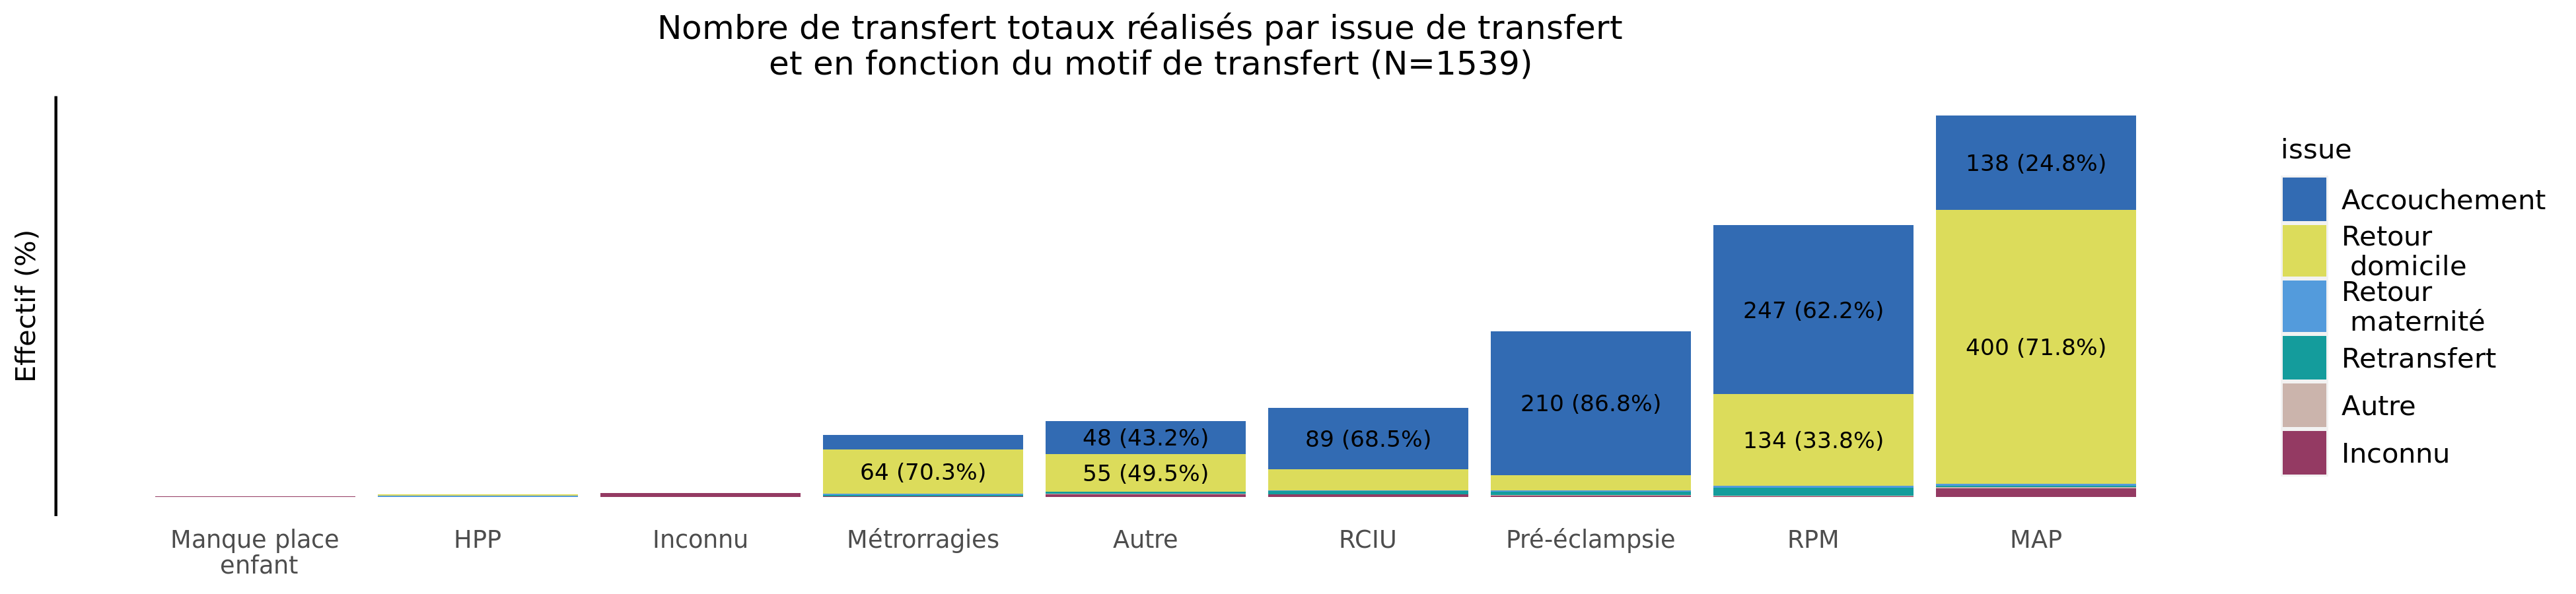 Nombre de transfert totaux réalisés par issue de transfert
et en fonction du motif de transfert (N=1539)
Effectif (%)
64 (70.3%)
48 (43.2%)
55 (49.5%)
89 (68.5%)
210 (86.8%)
247 (62.2%)
134 (33.8%)
138 (24.8%)
400 (71.8%)
Manque place
enfant
HPP
Inconnu
Métrorragies
Autre
RCIU
Pré-éclampsie
RPM
MAP
issue
Accouchement
Retour
domicile
Retour
maternité
Retransfert
Autre
Inconnu